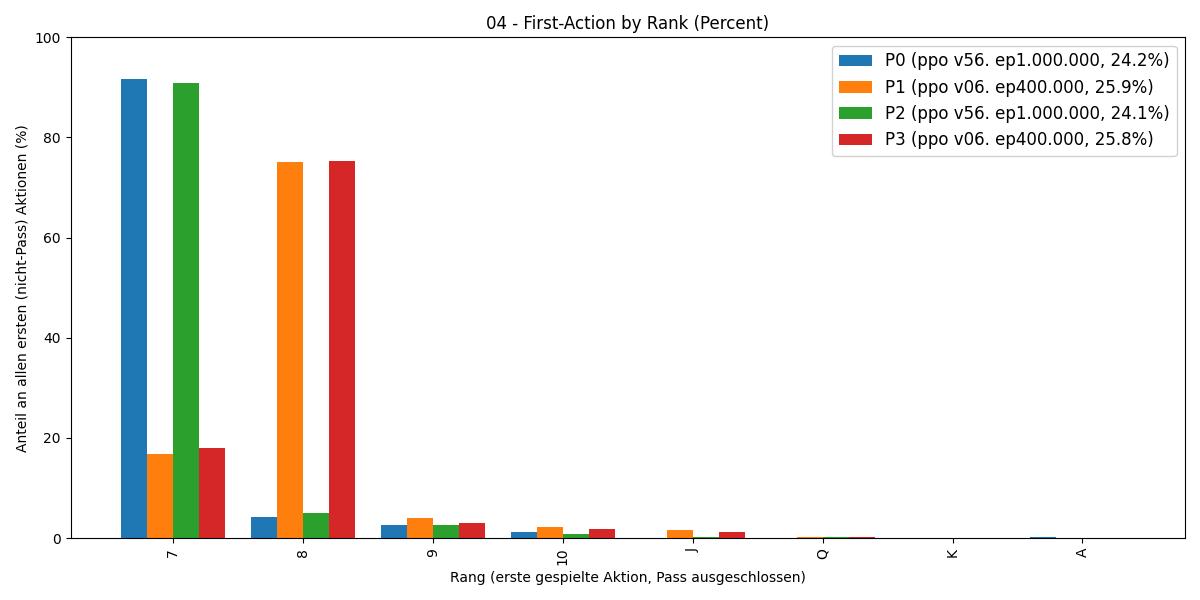 04 - First-Action by Rank (Percent)
Anteil an allen ersten (nicht-Pass) Aktionen (%)
100
80
60
40
20
0
P0 (ppo v56. ep1.000.000, 24.2%)
P1 (ppo v06. ep400.000, 25.9%)
P2 (ppo v56. ep1.000.000, 24.1%)
P3 (ppo v06. ep400.000, 25.8%)
7
8
9
10
J
Q
K
A
Rang (erste gespielte Aktion, Pass ausgeschlossen)